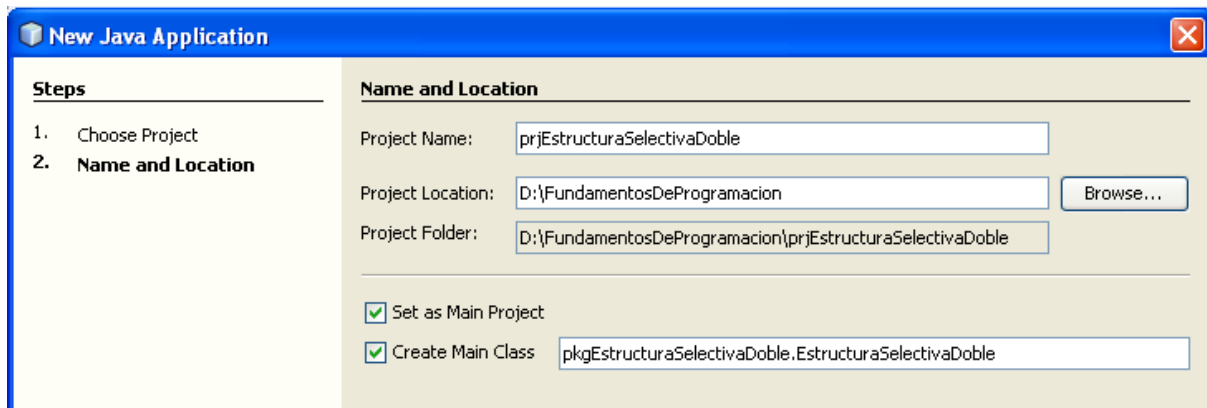 New Java Application
Steps
1. Choose Project
2. Name and Location
Name and Location
Project Name: prjEstructuraSelectivaDoble
Project Location: D:\FundamentosDeProgramacion Browse...
Project Folder: D:\FundamentosDeProgramacion\prjEstructuraSelectivaDoble
Set as Main Project
Create Main Class pkgEstructuraSelectivaDoble.EstructuraSelectivaDoble